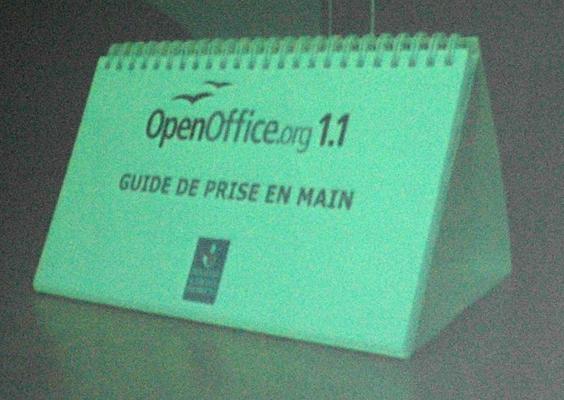 OpenOffice.org 1.1
GUIDE DE PRISE EN MAIN